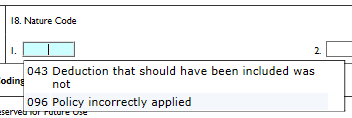 18. Nature Code
1.
2.
oding
043 Deduction that should have been included was
not
096 Policy incorrectly applied
served for Future Use